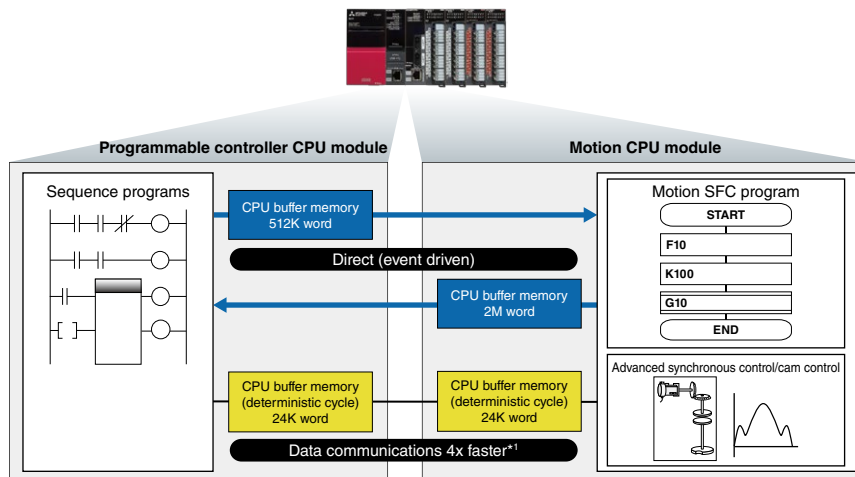 Programmable controller CPU module
Motion CPU module
Sequence programs
CPU buffer memory
512K word
Direct (event driven)
CPU buffer memory
2M word
CPU buffer memory
(deterministic cycle)
24K word
CPU buffer memory
(deterministic cycle)
24K word
Data communications 4x faster*1
Motion SFC program
START
F10
K100
G10
END
Advanced synchronous control/cam control